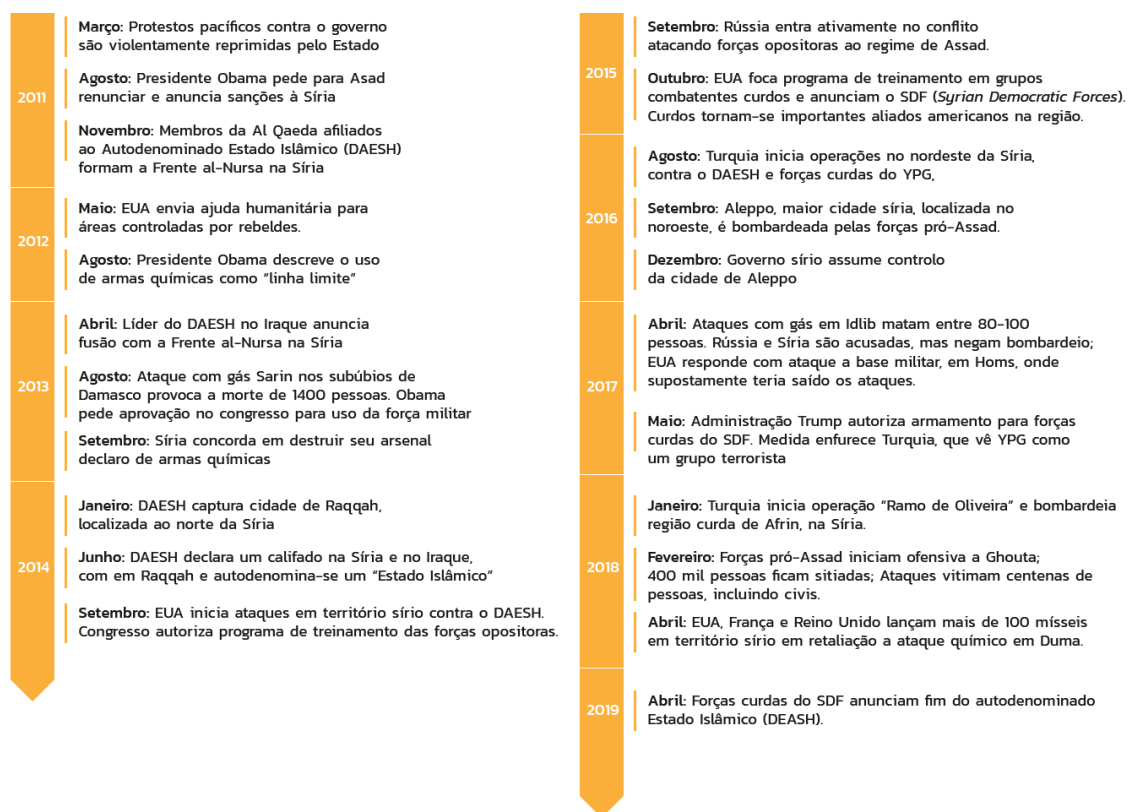 2011
Março: Protestos pacíficos contra o governo
são violentamente reprimidas pelo Estado
Agosto: Presidente Obama pede para Asad
renunciar e anuncia sanções à Síria
Novembro: Membros da Al Qaeda afiliados
ao Autodenominado Estado Islâmico (DAESH)
formam a Frente al-Nursa na Síria
2012
Maio: EUA envia ajuda humanitária para
áreas controladas por rebeldes.
Agosto: Presidente Obama descreve o uso
de armas químicas como “linha limite”
2013
Abril: Líder do DAESH no Iraque anuncia
fusão com a Frente al-Nursa na Síria
Agosto: Ataque com gás Sarin nos subúbios de
Damasco provoca a morte de 1400 pessoas. Obama
pede aprovação no congresso para uso da força militar
Setembro: Síria concorda em destruir seu arsenal
declaro de armas químicas
2014
Janeiro: DAESH captura cidade de Raqqah,
localizada ao norte da Síria
Junho: DAESH declara um califado na Síria e no Iraque,
com em Raqqah e autodenomina-se um “Estado Islâmico”
Setembro: EUA inicia ataques em território sírio contra o DAESH.
Congresso autoriza programa de treinamento das forças opositoras.
2015
Setembro: Rússia entra ativamente no conflito
atacando forças opositoras ao regime de Assad.
Outubro: EUA foca programa de treinamento em grupos
combatentes curdos e anunciam o SDF (Syrian Democratic Forces).
Curdos tornam-se importantes aliados americanos na região.
2016
Agosto: Turquia inicia operações no nordeste da Síria,
contra o DAESH e forças curdas do YPG,
Setembro: Aleppo, maior cidade síria, localizada no
noroeste, é bombardeada pelas forças pró-Assad.
Dezembro: Governo sírio assume controlo
da cidade de Aleppo
2017
Abril: Ataques com gás em Idlib matam entre 80-100
pessoas. Rússia e Síria são acusadas, mas negam bombardeio;
EUA responde com ataque a base militar, em Homs, onde
supostamente teria saído os ataques.
Maio: Administração Trump autoriza armamento para forças
curdas do SDF. Medida enfurece Turquia, que vê YPG como
um grupo terrorista
2018
Janeiro: Turquia inicia operação “Ramo de Oliveira” e bombardeia
região curda de Afrin, na Síria.
Fevereiro: Forças pró-Assad iniciam ofensiva a Ghouta;
400 mil pessoas ficam sitiadas; Ataques vitimam centenas de
pessoas, incluindo civis.
Abril: EUA, França e Reino Unido lançam mais de 100 mísseis
em território sírio em retaliação a ataque químico em Duma.
2019
Abril: Forças curdas do SDF anunciam fim do autodenominado
Estado Islâmico (DEASH).